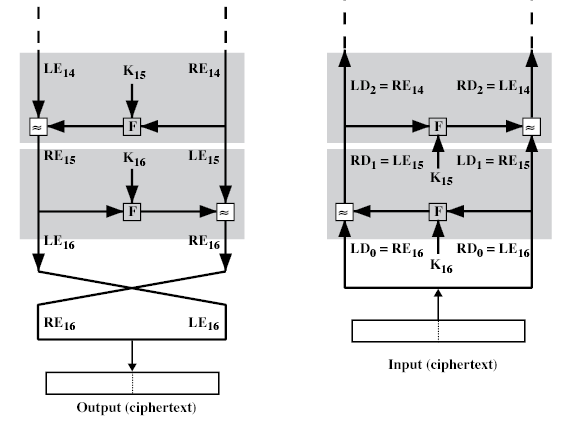 LE14 K15 RE14
≈ F
RE15 K16 LE15
F ≈
LE16 RE16
RE16 LE16
Output (ciphertext)
LD2 = RE14 RD2 = LE14
F ≈
RD1 = LE15 LD1 = RE15
K15
≈ F
LD0 = RE16 RD0 = LE16
K16
Input (ciphertext)